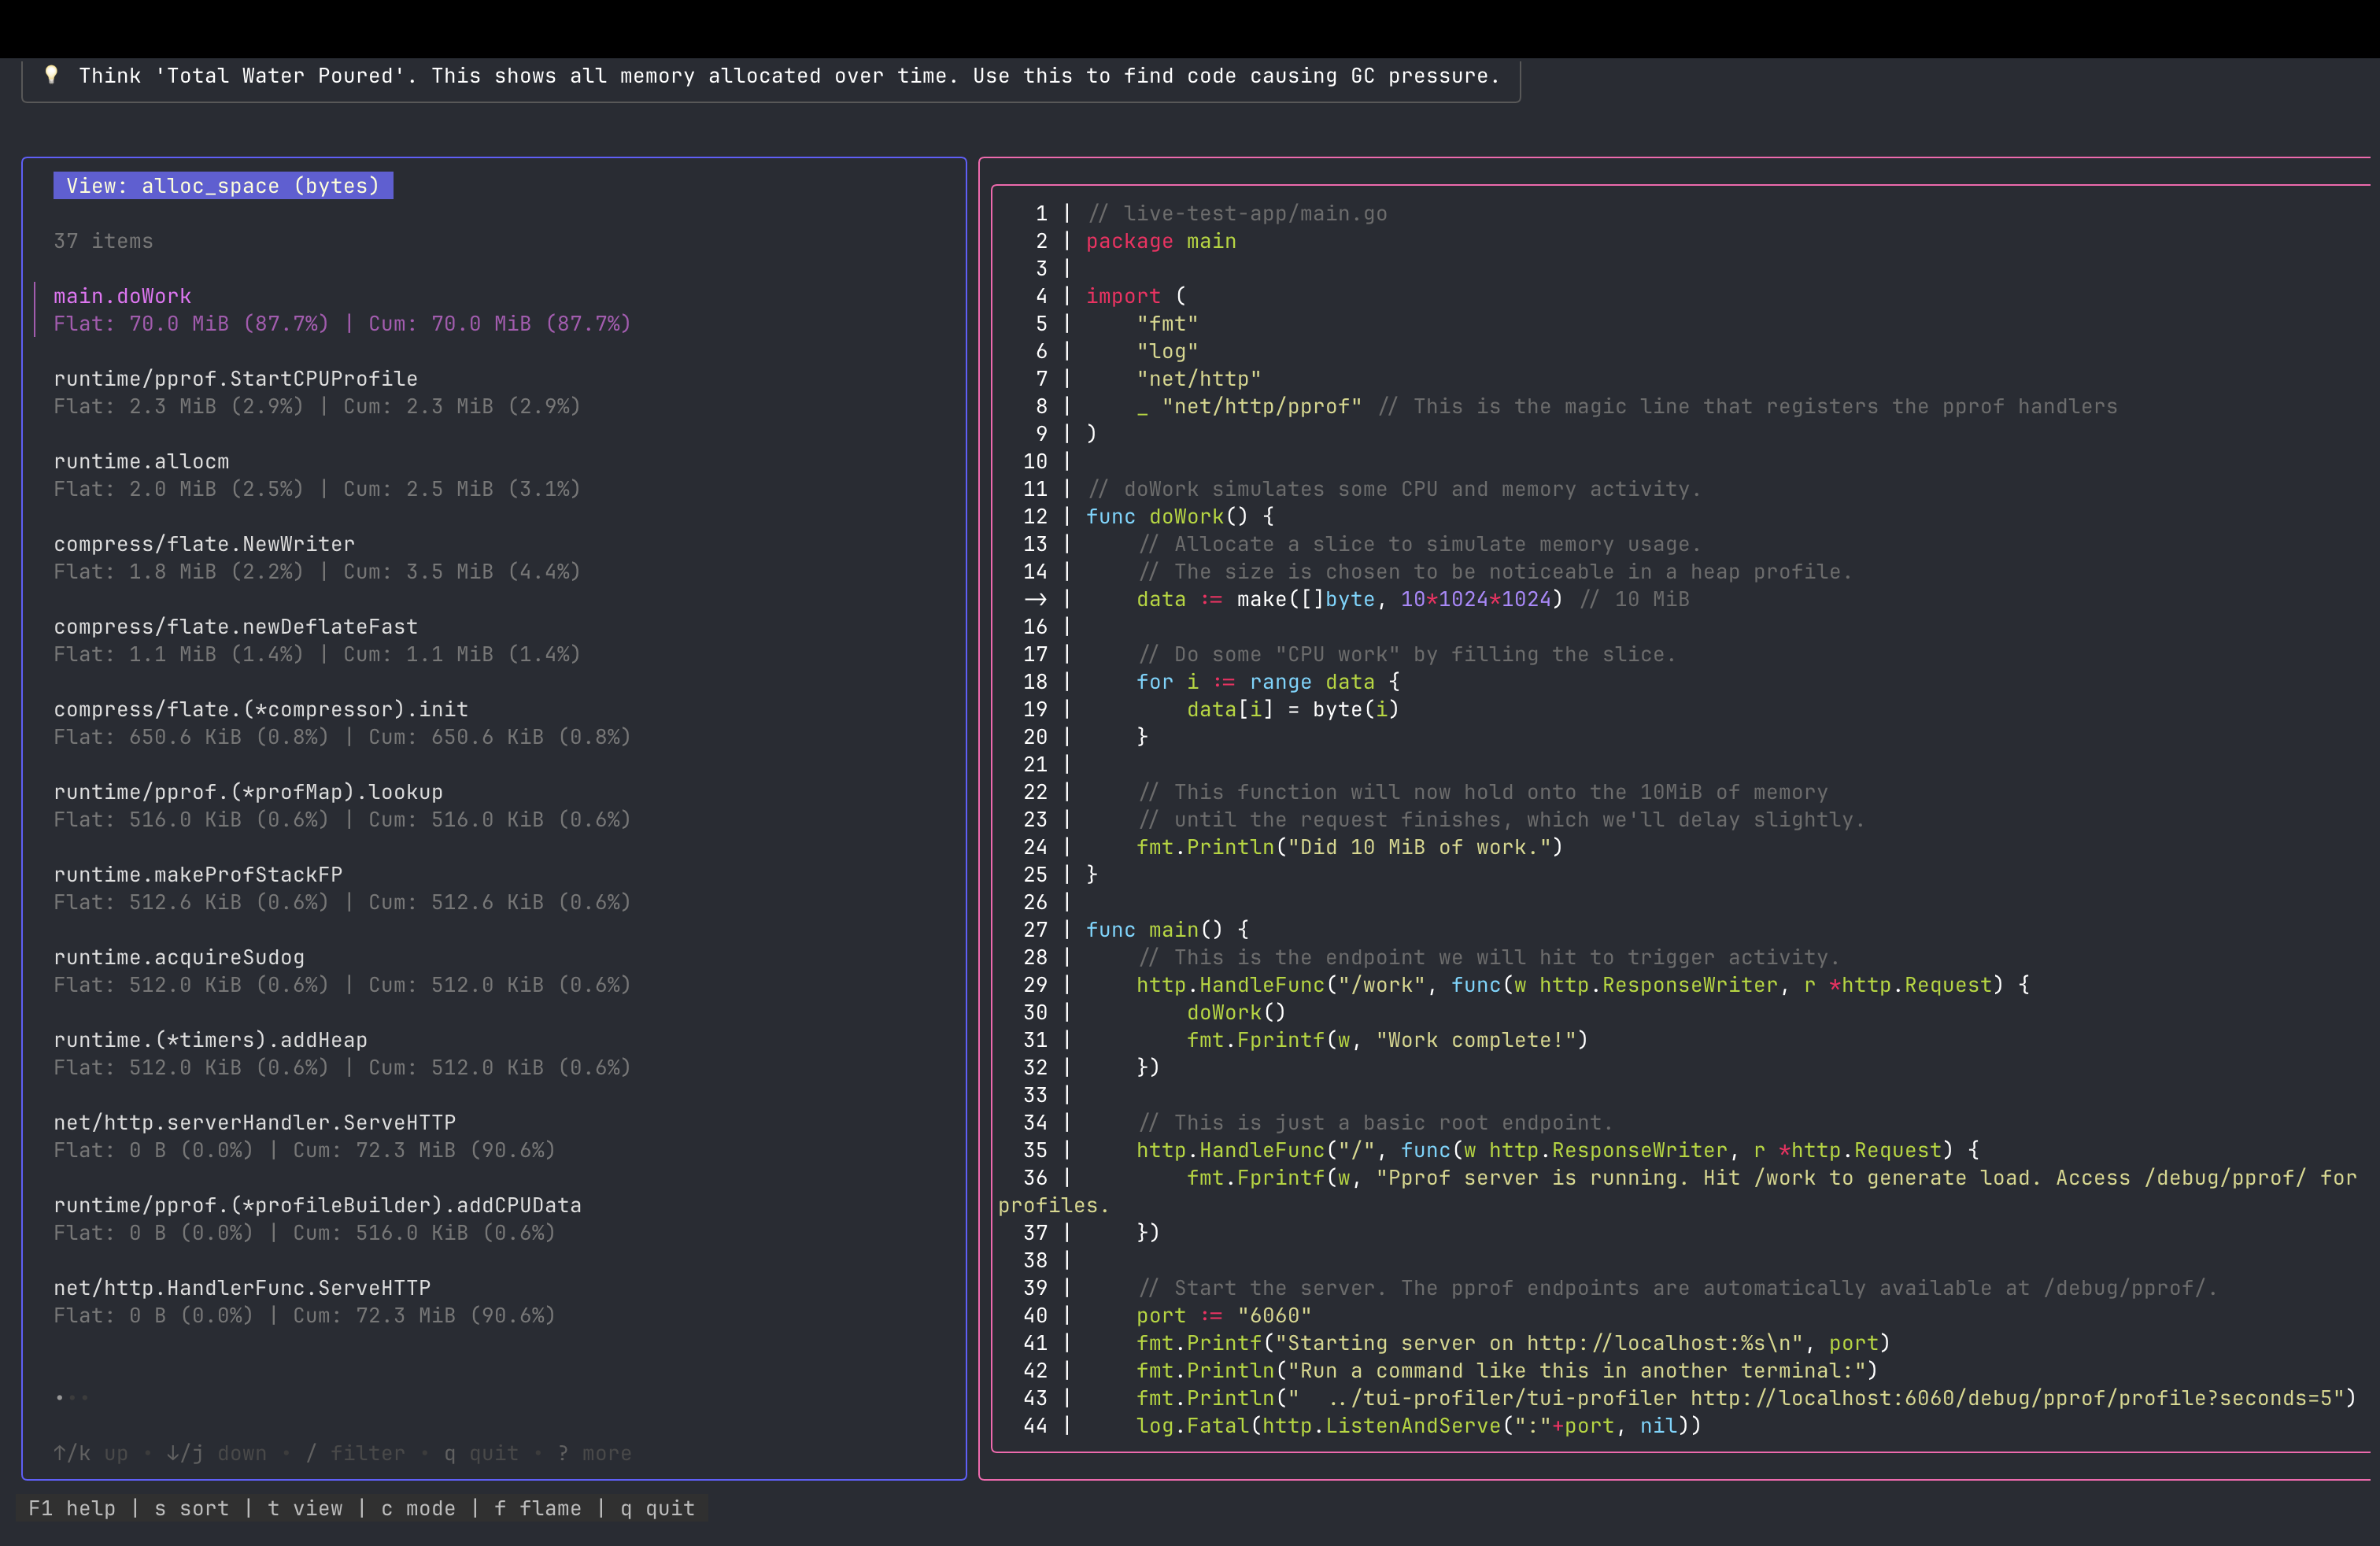 💡 Think 'Total Water Poured'. This shows all memory allocated over time. Use this to find code causing GC pressure.
View: alloc_space (bytes)
37 items
main.doWork
Flat: 70.0 MiB (87.7%) | Cum: 70.0 MiB (87.7%)
runtime/pprof.StartCPUProfile
Flat: 2.3 MiB (2.9%) | Cum: 2.3 MiB (2.9%)
runtime.allocm
Flat: 2.0 MiB (2.5%) | Cum: 2.5 MiB (3.1%)
compress/flate.NewWriter
Flat: 1.8 MiB (2.2%) | Cum: 3.5 MiB (4.4%)
compress/flate.newDeflateFast
Flat: 1.1 MiB (1.4%) | Cum: 1.1 MiB (1.4%)
compress/flate.(*compressor).init
Flat: 650.6 KiB (0.8%) | Cum: 650.6 KiB (0.8%)
runtime/pprof.(*profMap).lookup
Flat: 516.0 KiB (0.6%) | Cum: 516.0 KiB (0.6%)
runtime.makeProfStackFP
Flat: 512.6 KiB (0.6%) | Cum: 512.6 KiB (0.6%)
runtime.acquireSudog
Flat: 512.0 KiB (0.6%) | Cum: 512.0 KiB (0.6%)
runtime.(*timers).addHeap
Flat: 512.0 KiB (0.6%) | Cum: 512.0 KiB (0.6%)
net/http.serverHandler.ServeHTTP
Flat: 0 B (0.0%) | Cum: 72.3 MiB (90.6%)
runtime/pprof.(*profileBuilder).addCPUData
Flat: 0 B (0.0%) | Cum: 516.0 KiB (0.6%)
net/http.HandlerFunc.ServeHTTP
Flat: 0 B (0.0%) | Cum: 72.3 MiB (90.6%)
•••
↑/k up • ↓/j down • / filter • q quit • ? more
1 | // live-test-app/main.go
2 | package main
3 |
4 | import (
5 |     "fmt"
6 |     "log"
7 |     "net/http"
8 |     _ "net/http/pprof" // This is the magic line that registers the pprof handlers
9 | )
10 |
11 | // doWork simulates some CPU and memory activity.
12 | func doWork() {
13 |     // Allocate a slice to simulate memory usage.
14 |     // The size is chosen to be noticeable in a heap profile.
-> |     data := make([]byte, 10*1024*1024) // 10 MiB
16 |
17 |     // Do some "CPU work" by filling the slice.
18 |     for i := range data {
19 |         data[i] = byte(i)
20 |     }
21 |
22 |     // This function will now hold onto the 10MiB of memory
23 |     // until the request finishes, which we'll delay slightly.
24 |     fmt.Println("Did 10 MiB of work.")
25 | }
26 |
27 | func main() {
28 |     // This is the endpoint we will hit to trigger activity.
29 |     http.HandleFunc("/work", func(w http.ResponseWriter, r *http.Request) {
30 |         doWork()
31 |         fmt.Fprintf(w, "Work complete!")
32 |     })
33 |
34 |     // This is just a basic root endpoint.
35 |     http.HandleFunc("/", func(w http.ResponseWriter, r *http.Request) {
36 |         fmt.Fprintf(w, "Pprof server is running. Hit /work to generate load. Access /debug/pprof/ for
profiles.
37 |     })
38 |
39 |     // Start the server. The pprof endpoints are automatically available at /debug/pprof/.
40 |     port := "6060"
41 |     fmt.Printf("Starting server on http://localhost:%s\n", port)
42 |     fmt.Println("Run a command like this in another terminal:")
43 |     fmt.Println("  ../tui-profiler/tui-profiler http://localhost:6060/debug/pprof/profile?seconds=5")
44 |     log.Fatal(http.ListenAndServe(":"+port, nil))
F1 help | s sort | t view | c mode | f flame | q quit